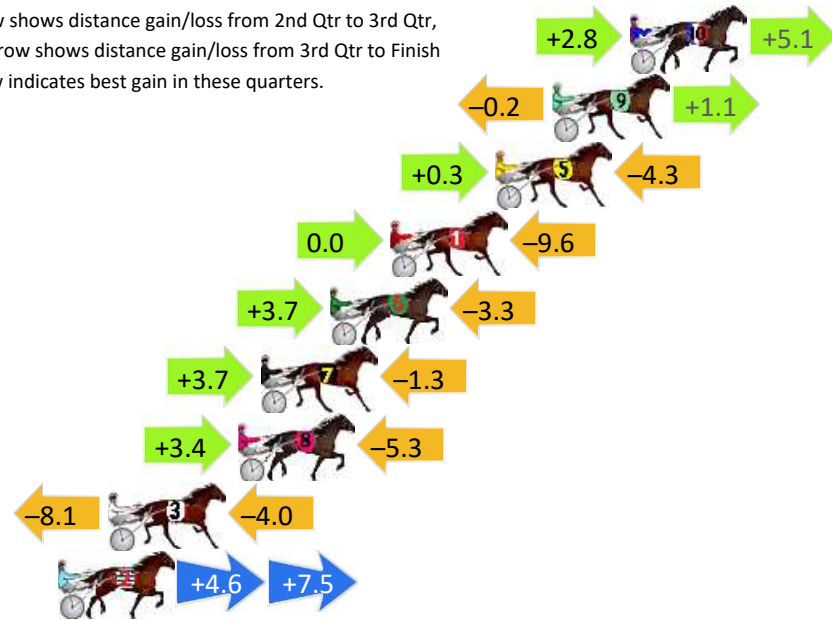 w shows distance gain/loss from 2nd Qtr to 3rd Qtr,
row shows distance gain/loss from 3rd Qtr to Finish
w indicates best gain in these quarters.
+2.8 10 +5.1
–0.2 9 +1.1
+0.3 5 –4.3
0.0 1 –9.6
+3.7 6 –3.3
+3.7 7 –1.3
+3.4 8 –5.3
–8.1 3 –4.0
+4.6 +7.5